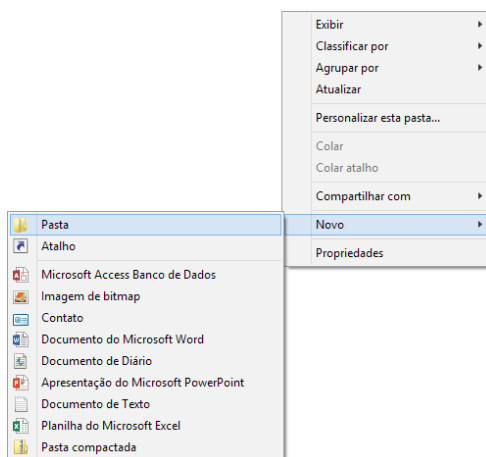 Exibir
Classificar por
Agrupar por
Atualizar
Personalizar esta pasta...
Colar
Colar atalho
Compartilhar com
Novo
Propriedades
Pasta
Atalho
Microsoft Access Banco de Dados
Imagem de bitmap
Contato
Documento do Microsoft Word
Documento de Diário
Apresentação do Microsoft PowerPoint
Documento de Texto
Planilha do Microsoft Excel
Pasta compactada